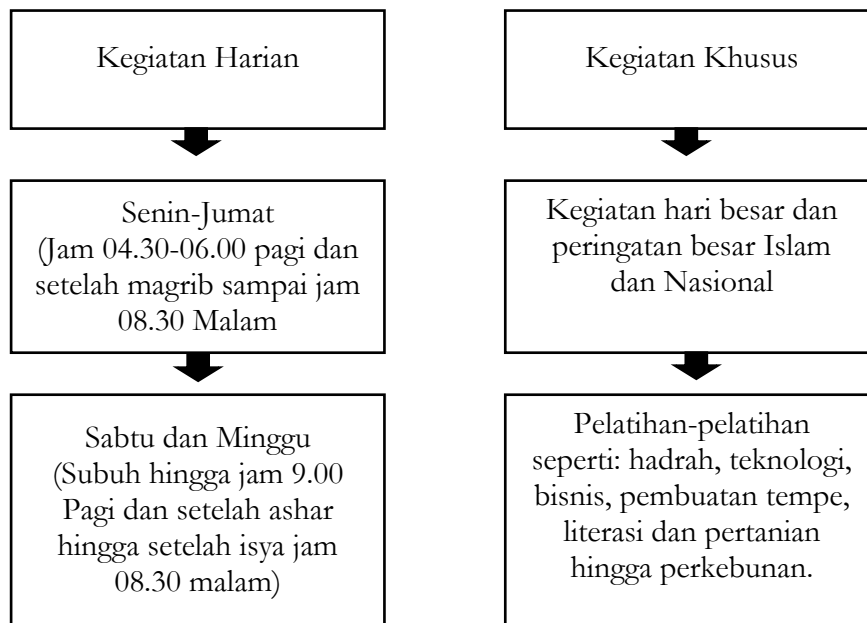 Kegiatan Harian
Senin-Jumat
(Jam 04.30-06.00 pagi dan
setelah magrib sampai jam
08.30 Malam
Sabtu dan Minggu
(Subuh hingga jam 9.00
Pagi dan setelah ashar
hingga setelah isya jam
08.30 malam)
Kegiatan Khusus
Kegiatan hari besar dan
peringatan besar Islam
dan Nasional
Pelatihan-pelatihan
seperti: hadrah, teknologi,
bisnis, pembuatan tempe,
literasi dan pertanian
hingga perkebunan.